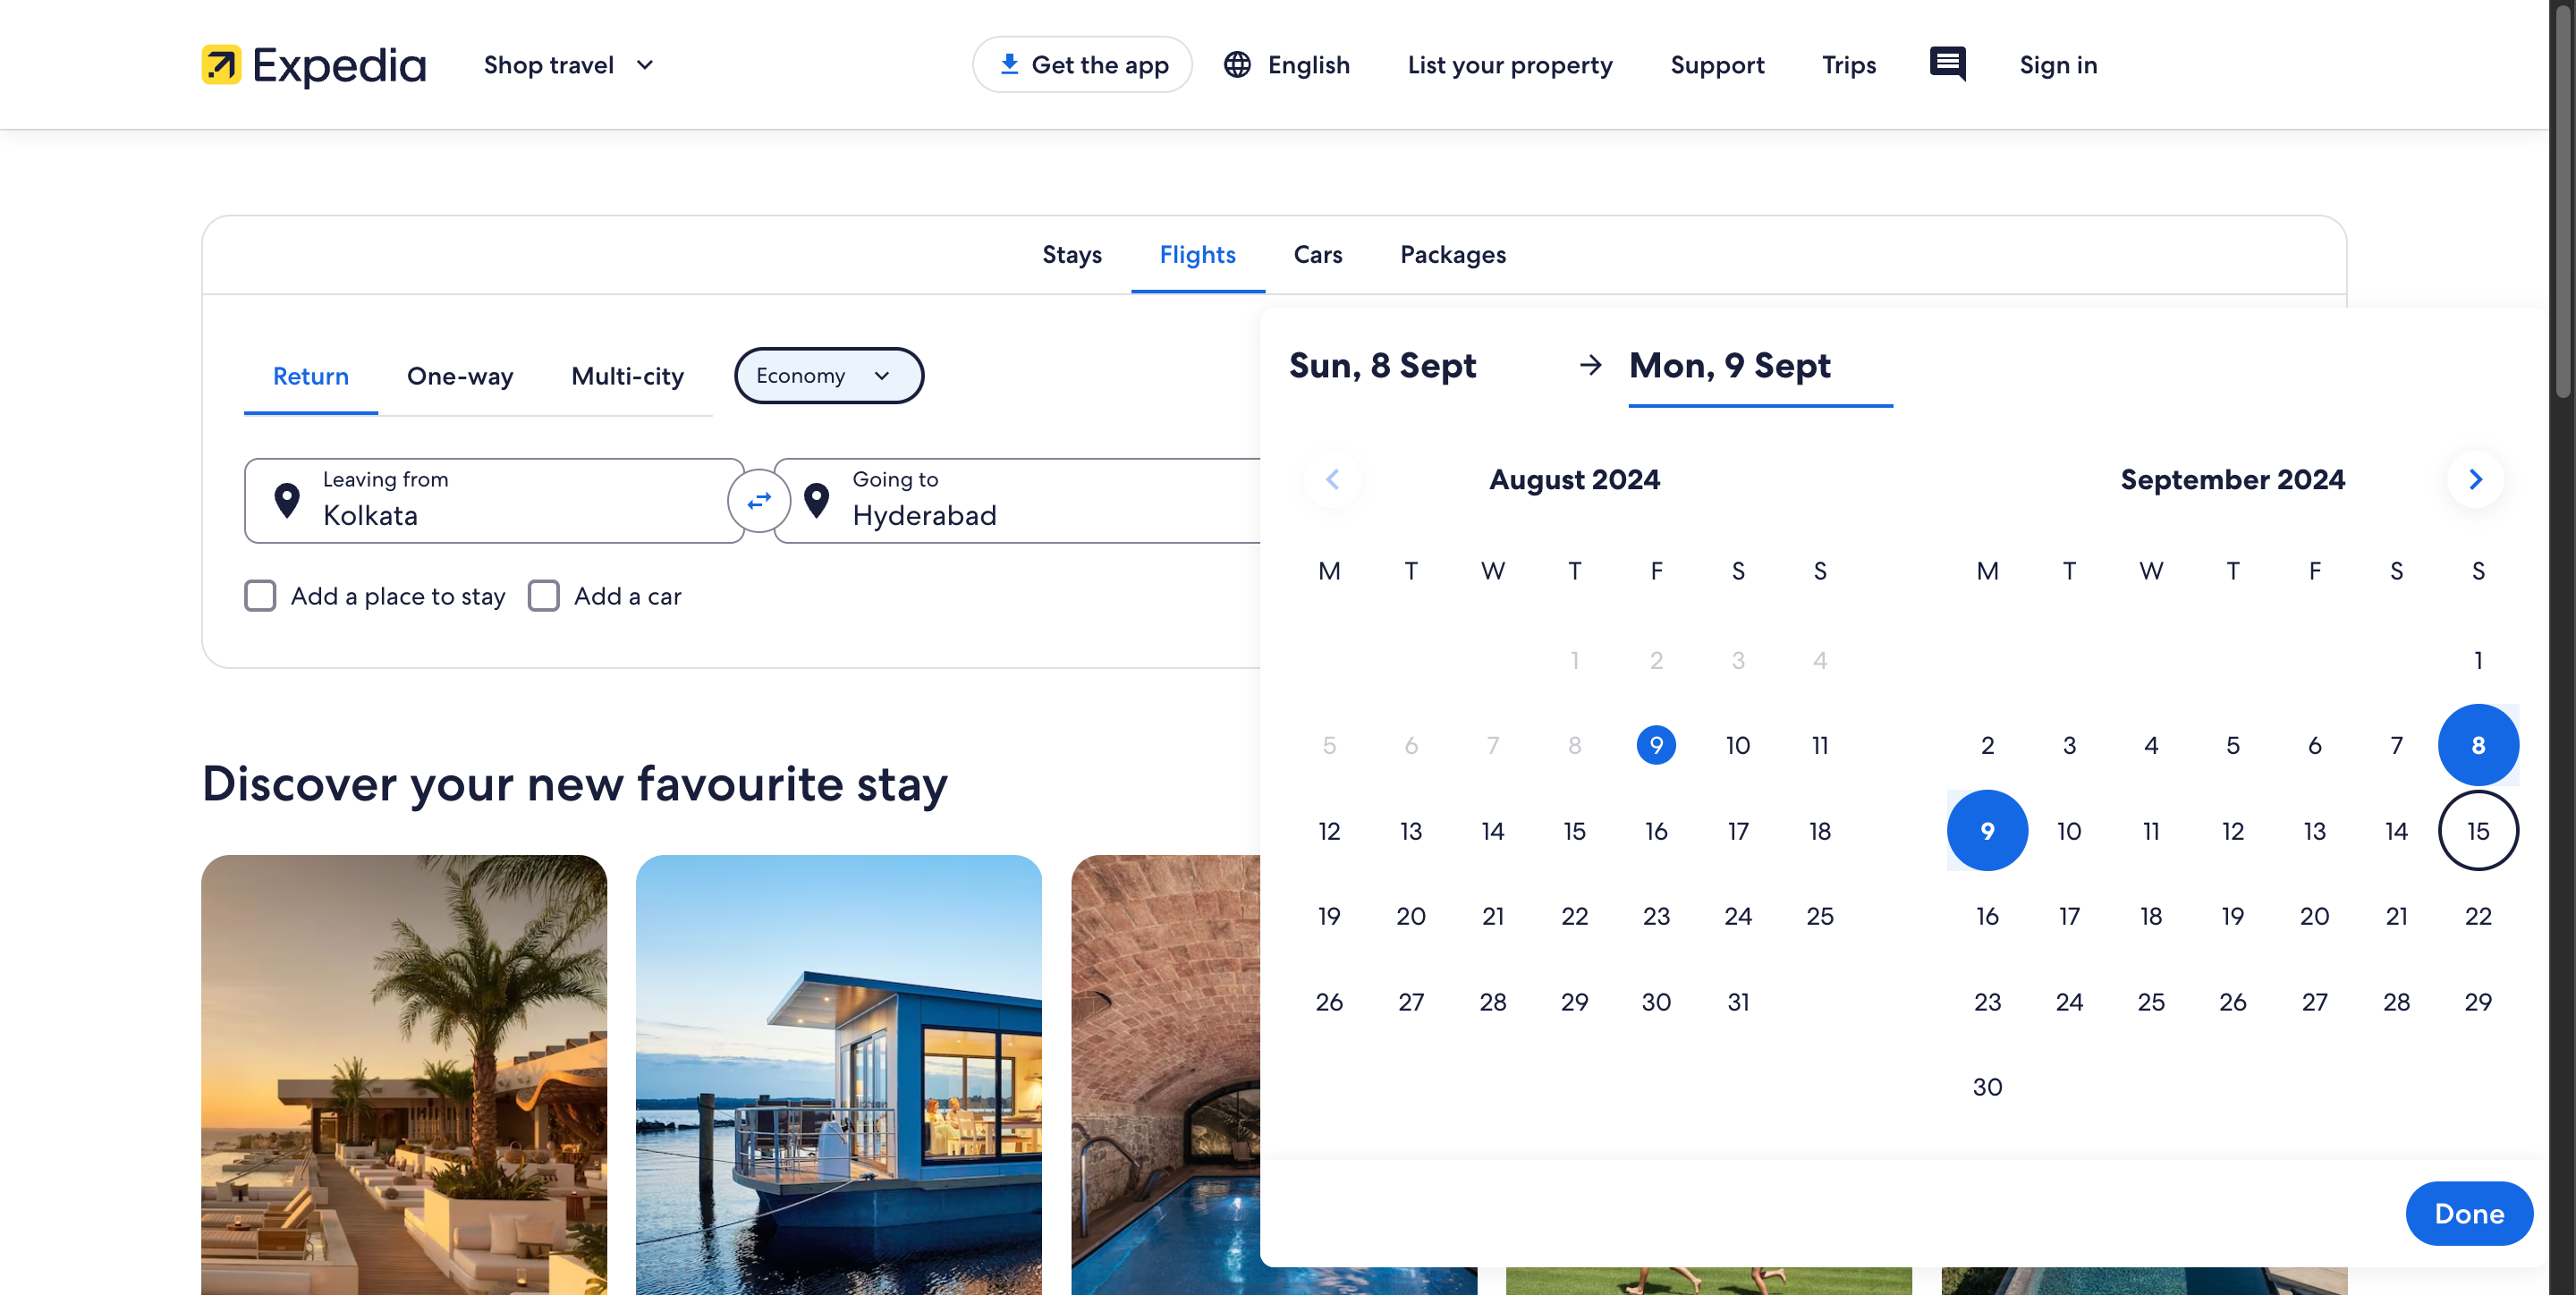 Expedia Shop travel Get the app English List your property Support Trips Sign in
Stays Flights Cars Packages
Return One-way Multi-city Economy
Leaving from
Kolkata
Going to
Hyderabad
Add a place to stay Add a car
Discover your new favourite stay
Sun, 8 Sept Mon, 9 Sept
August 2024
M T W T F S S
1 2 3 4
5 6 7 8 9 10 11
12 13 14 15 16 17 18
19 20 21 22 23 24 25
26 27 28 29 30 31
September 2024
M T W T F S S
1
2 3 4 5 6 7 8
9 10 11 12 13 14 15
16 17 18 19 20 21 22
23 24 25 26 27 28 29
30
Done